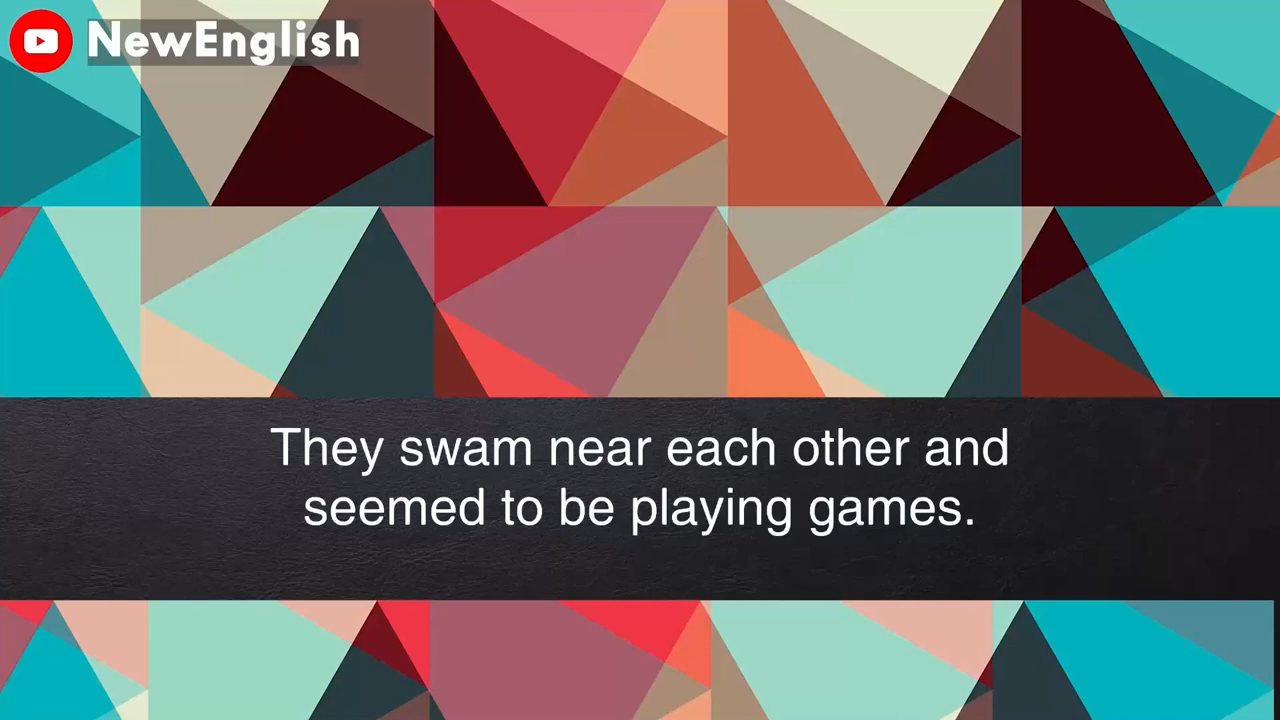 NewEnglish
They swam near each other and
seemed to be playing games.